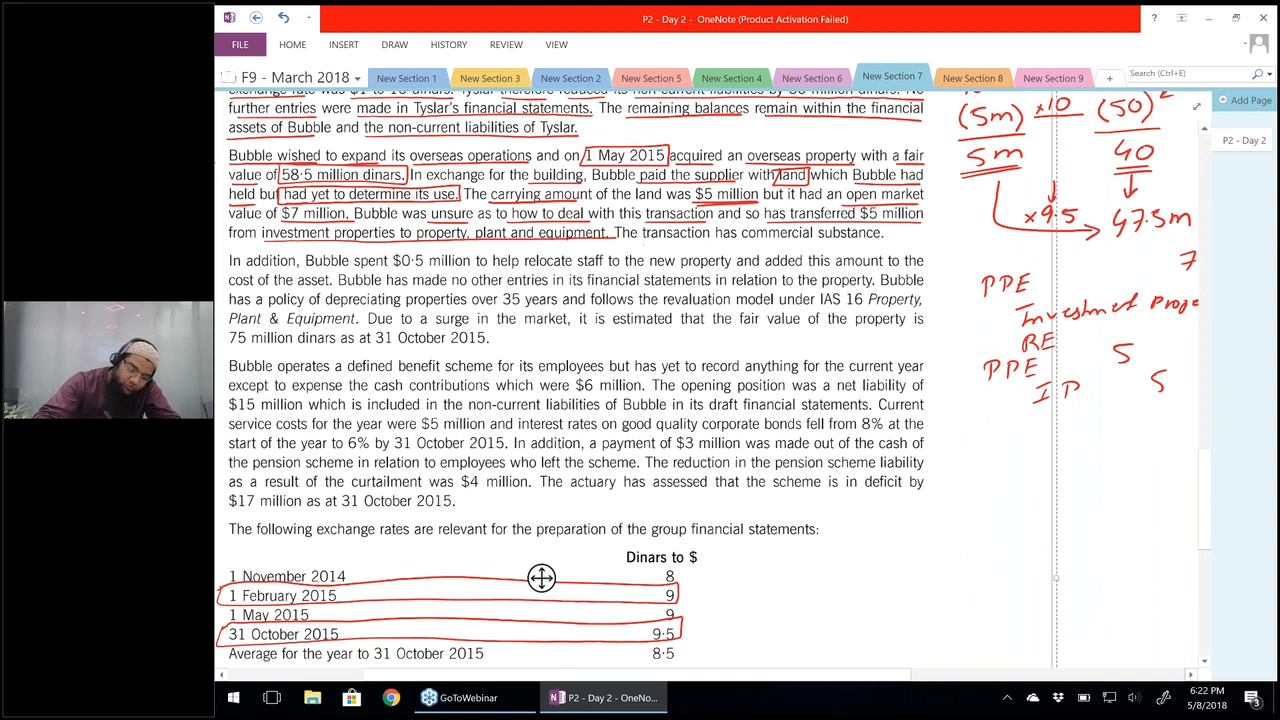 P2 - Day 2 - OneNote (Product Activation Failed)
FILE HOME INSERT DRAW HISTORY REVIEW VIEW
F9 - March 2018 New Section 1 New Section 3 New Section 2 New Section 5 New Section 4 New Section 6 New Section 7 New Section 8 New Section 9 + Search (Ctrl+E)
Add Page
P2 - Day 2
further entries were made in Tyslar's financial statements. The remaining balances remain within the financial
assets of Bubble and the non-current liabilities of Tyslar.
Bubble wished to expand its overseas operations and on 1 May 2015 acquired an overseas property with a fair
value of 58·5 million dinars. In exchange for the building, Bubble paid the supplier with land which Bubble had
held but had yet to determine its use. The carrying amount of the land was $5 million but it had an open market
value of $7 million. Bubble was unsure as to how to deal with this transaction and so has transferred $5 million
from investment properties to property, plant and equipment. The transaction has commercial substance.
In addition, Bubble spent $0·5 million to help relocate staff to the new property and added this amount to the
cost of the asset. Bubble has made no other entries in its financial statements in relation to the property. Bubble
has a policy of depreciating properties over 35 years and follows the revaluation model under IAS 16 Property,
Plant & Equipment. Due to a surge in the market, it is estimated that the fair value of the property is
75 million dinars as at 31 October 2015.
Bubble operates a defined benefit scheme for its employees but has yet to record anything for the current year
except to expense the cash contributions which were $6 million. The opening position was a net liability of
$15 million which is included in the non-current liabilities of Bubble in its draft financial statements. Current
service costs for the year were $5 million and interest rates on good quality corporate bonds fell from 8% at the
start of the year to 6% by 31 October 2015. In addition, a payment of $3 million was made out of the cash of
the pension scheme in relation to employees who left the scheme. The reduction in the pension scheme liability
as a result of the curtailment was $4 million. The actuary has assessed that the scheme is in deficit by
$17 million as at 31 October 2015.
The following exchange rates are relevant for the preparation of the group financial statements:
Dinars to $
1 November 2014 8
1 February 2015 9
1 May 2015 9
31 October 2015 9·5
Average for the year to 31 October 2015 8·5
(5m) ×10 (50)
5m 40
×9.5 47.5m
7
PPE
Investment Prope
RE
PPE 5
IP 5
GoToWebinar P2 - Day 2 - OneNo... 6:22 PM
5/8/2018
3